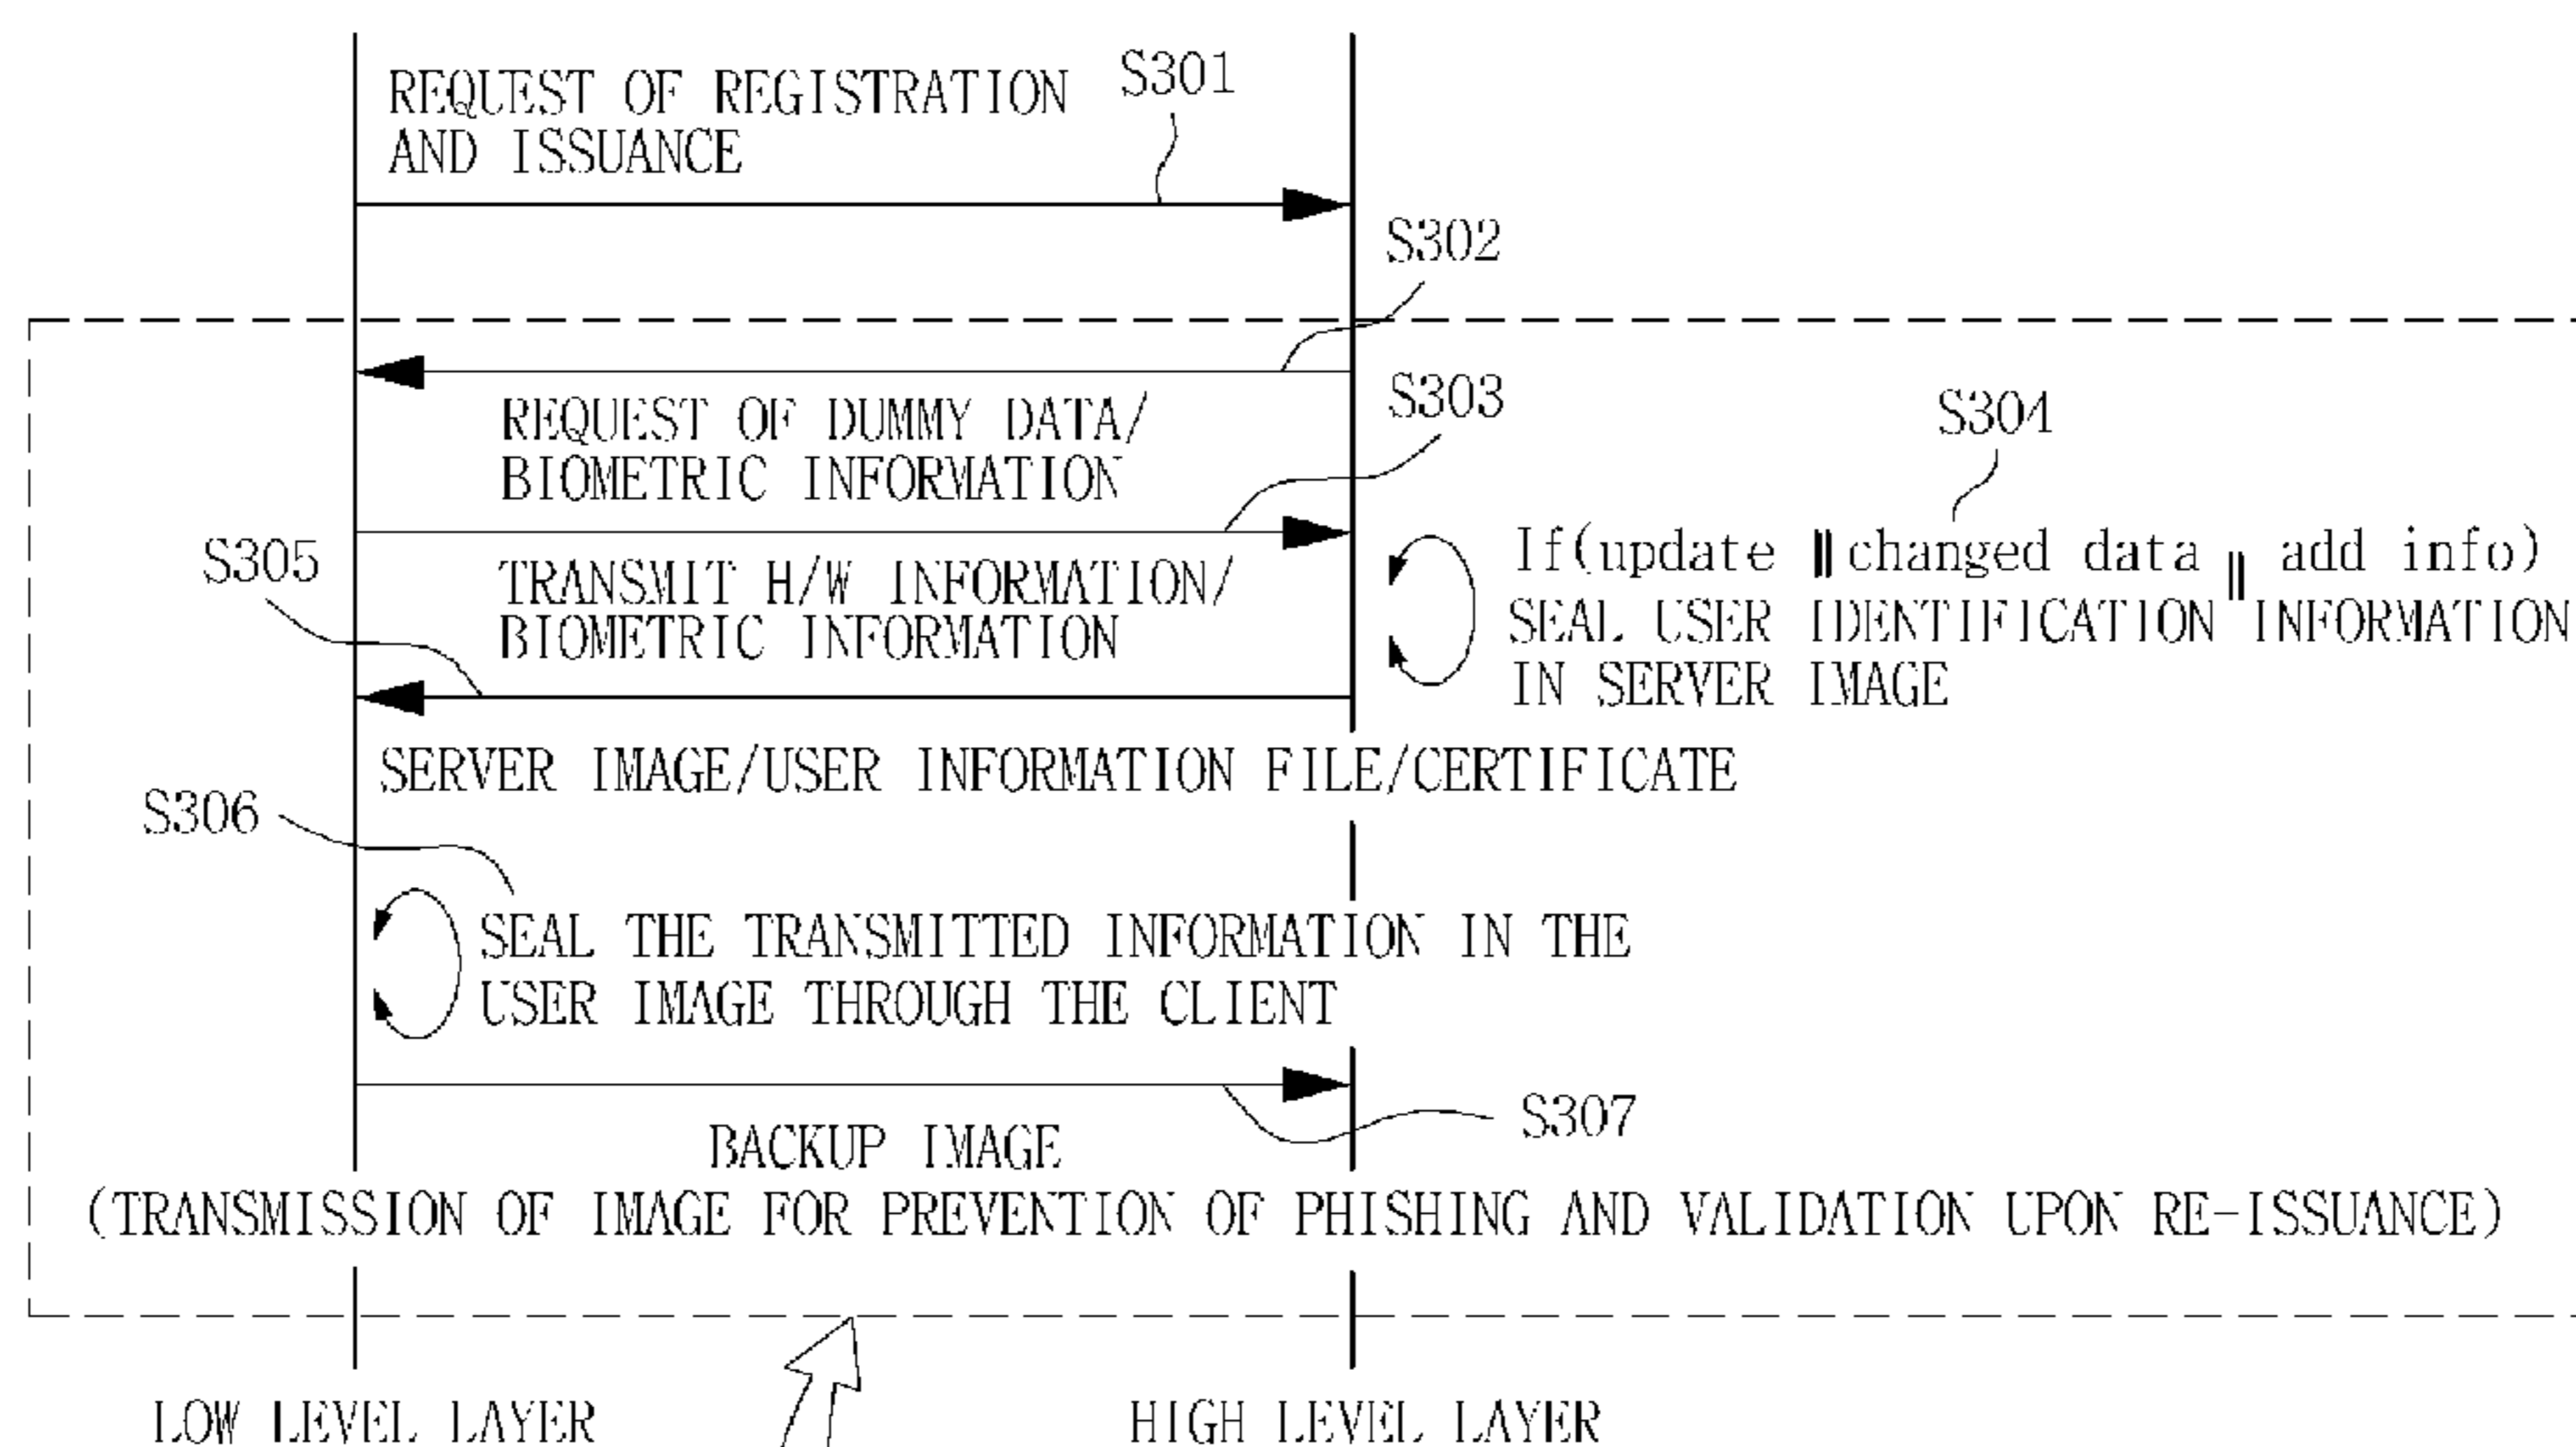 REQUEST OF REGISTRATION
AND ISSUANCE
S301
S302
REQUEST OF DUMMY DATA/
BIOMETRIC INFORMATION
S303
S304
TRANSMIT H/W INFORMATION/
BIOMETRIC INFORMATION
If(update || changed data || add info)
SEAL USER IDENTIFICATION INFORMATION
IN SERVER IMAGE
S305
SERVER IMAGE/USER INFORMATION FILE/CERTIFICATE
S306
SEAL THE TRANSMITTED INFORMATION IN THE
USER IMAGE THROUGH THE CLIENT
S307
BACKUP IMAGE
(TRANSMISSION OF IMAGE FOR PREVENTION OF PHISHING AND VALIDATION UPON RE-ISSUANCE)
LOW LEVEL LAYER
HIGH LEVEL LAYER